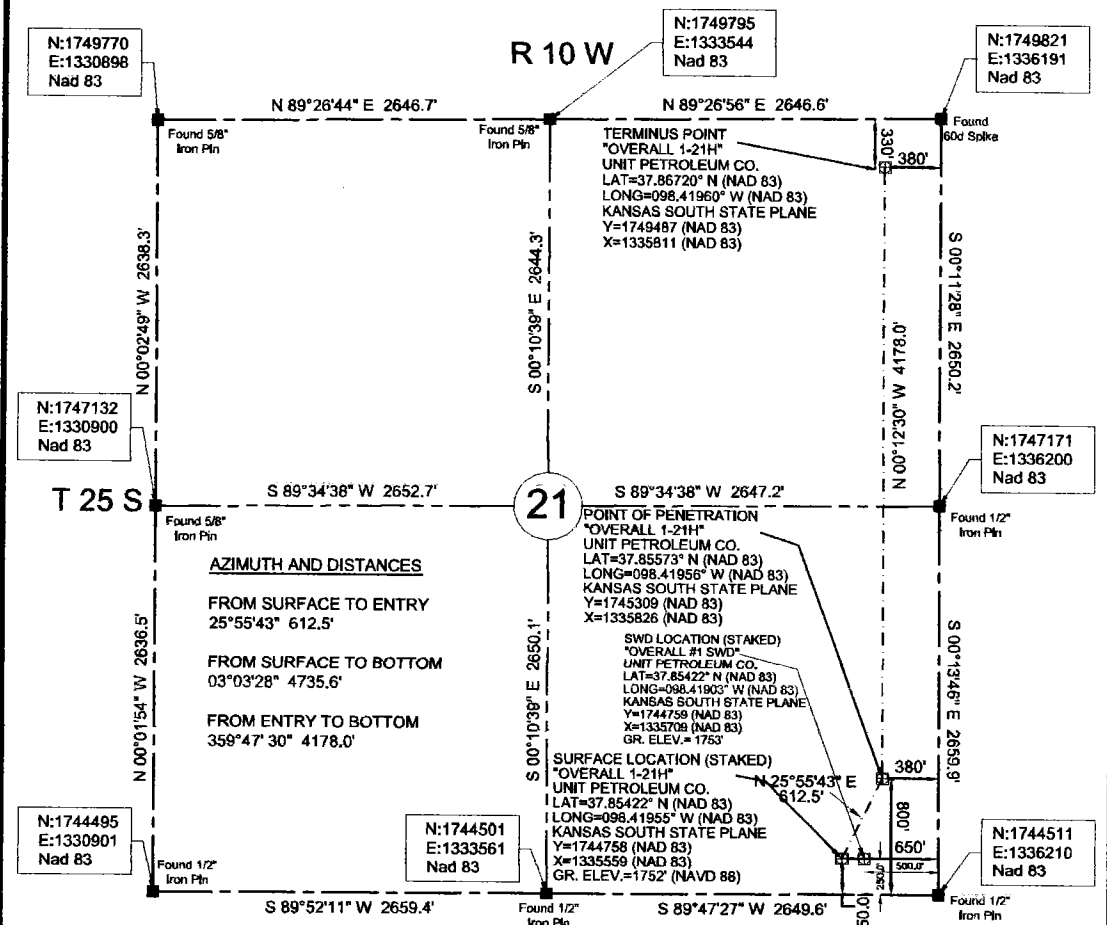 N:1749770
E:1330898
Nad 83
R 10 W
N:1749795
E:1333544
Nad 83
N:1749821
E:1336191
Nad 83
N 89°26'44" E 2646.7'
N 89°26'56" E 2646.6'
Found 5/8"
Iron Pin
Found 5/8"
Iron Pin
Found
60d Spike
TERMINUS POINT
"OVERALL 1-21H"
UNIT PETROLEUM CO.
LAT=37.86720° N (NAD 83)
LONG=098.41960° W (NAD 83)
KANSAS SOUTH STATE PLANE
Y=1749487 (NAD 83)
X=1335811 (NAD 83)
330'
380'
N 00°02'49" W 2638.3'
S 00°10'39" E 2644.3'
N 00°12'30" W 4178.0'
S 00°11'28" E 2650.2'
N:1747132
E:1330900
Nad 83
N:1747171
E:1336200
Nad 83
T 25 S
S 89°34'38" W 2652.7'
21
S 89°34'38" W 2647.2'
Found 5/8"
Iron Pin
Found 1/2"
Iron Pin
POINT OF PENETRATION
"OVERALL 1-21H"
UNIT PETROLEUM CO.
LAT=37.85573° N (NAD 83)
LONG=098.41956° W (NAD 83)
KANSAS SOUTH STATE PLANE
Y=1745309 (NAD 83)
X=1335826 (NAD 83)
AZIMUTH AND DISTANCES
FROM SURFACE TO ENTRY
25°55'43" 612.5'
FROM SURFACE TO BOTTOM
03°03'28" 4735.6'
FROM ENTRY TO BOTTOM
359°47' 30" 4178.0'
SWD LOCATION (STAKED)
"OVERALL #1 SWD"
UNIT PETROLEUM CO.
LAT=37.85422° N (NAD 83)
LONG=098.41903° W (NAD 83)
KANSAS SOUTH STATE PLANE
Y=1744759 (NAD 83)
X=1335709 (NAD 83)
GR. ELEV.= 1753'
N 00°01'54" W 2636.5'
S 00°10'39" E 2650.1'
S 00°13'46" E 2659.9'
SURFACE LOCATION (STAKED)
"OVERALL 1-21H"
UNIT PETROLEUM CO.
LAT=37.85422° N (NAD 83)
LONG=098.41955° W (NAD 83)
KANSAS SOUTH STATE PLANE
Y=1744758 (NAD 83)
X=1335559 (NAD 83)
GR. ELEV.=1752' (NAVD 88)
N 25°55'43" E
612.5'
380'
800'
650'
500.0'
250.0'
N:1744495
E:1330901
Nad 83
N:1744501
E:1333561
Nad 83
N:1744511
E:1336210
Nad 83
Found 1/2"
Iron Pin
S 89°52'11" W 2659.4'
Found 1/2"
Iron Pin
S 89°47'27" W 2649.6'
Found 1/2"
Iron Pin